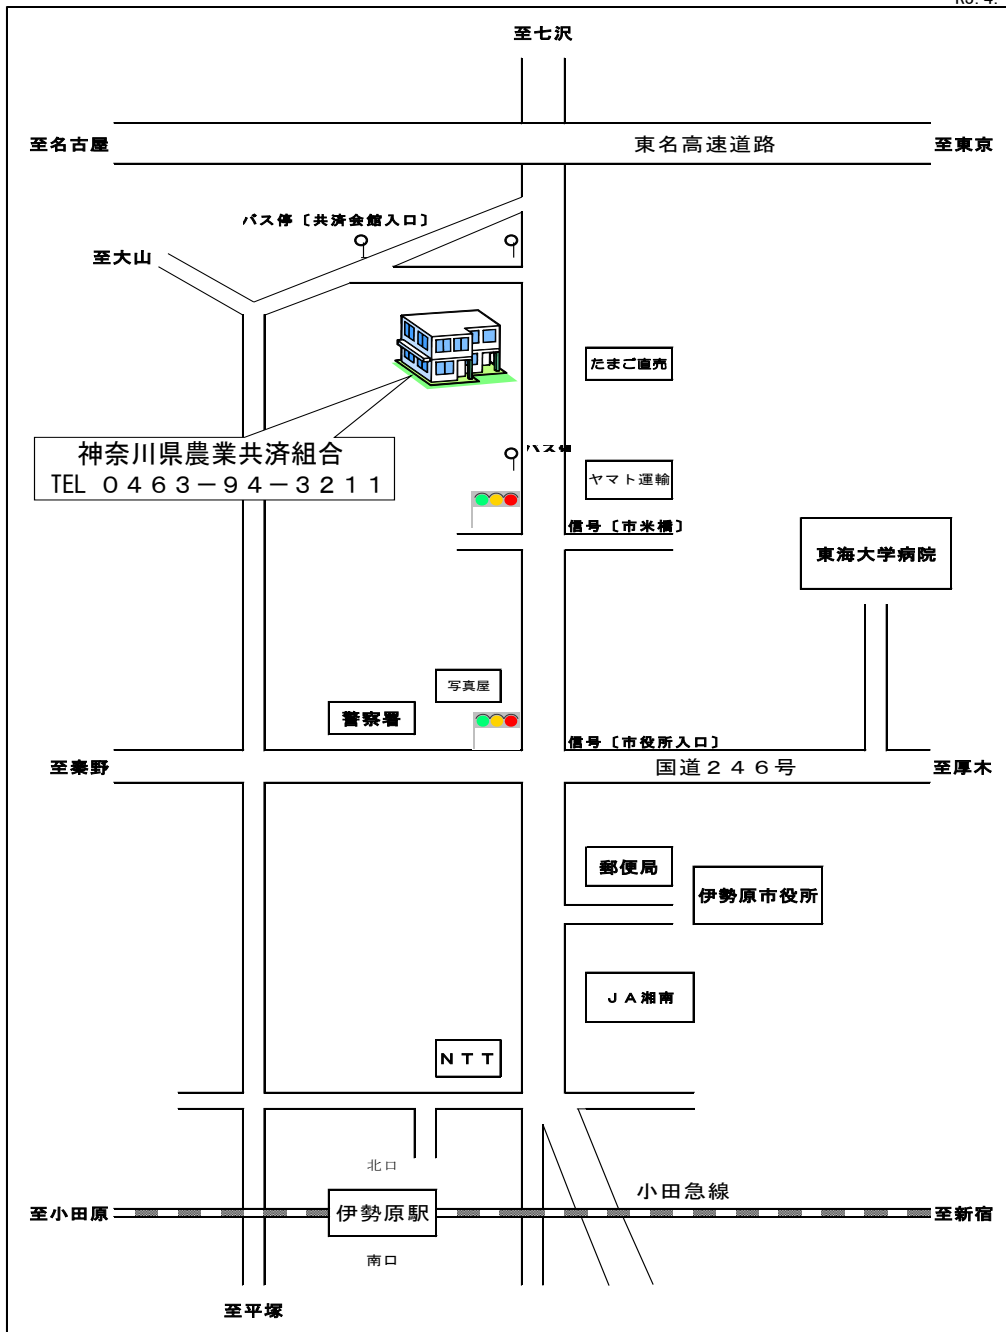 至七沢
至名古屋
東名高速道路
至東京
バス停〔共済会館入口〕
至大山
たまご直売
神奈川県農業共済組合
TEL ０４６３－９４－３２１１
ヤマト運輸
信号〔市米橋〕
東海大学病院
写真屋
警察署
信号〔市役所入口〕
至秦野
国道２４６号
至厚木
郵便局
伊勢原市役所
ＪＡ湘南
ＮＴＴ
北口
小田急線
至小田原
伊勢原駅
至新宿
南口
至平塚